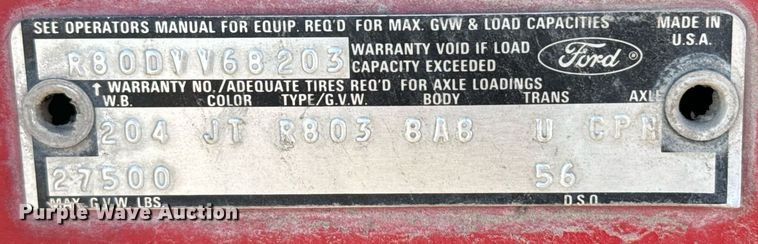 SEE OPERATORS MANUAL FOR EQUIP. REQ'D FOR MAX. GVW & LOAD CAPACITIES
MADE IN U.S.A.
R80DVV68203
WARRANTY VOID IF LOAD CAPACITY EXCEEDED
Ford®
↑ WARRANTY NO./ADEQUATE TIRES REQ'D FOR AXLE LOADINGS
W.B. COLOR TYPE/G.V.W. BODY TRANS AXLE
204 JT R803 8A8 U CPN
27500 56
MAX. G.V.W. LBS. D.S.O.
Purple Wave Auction